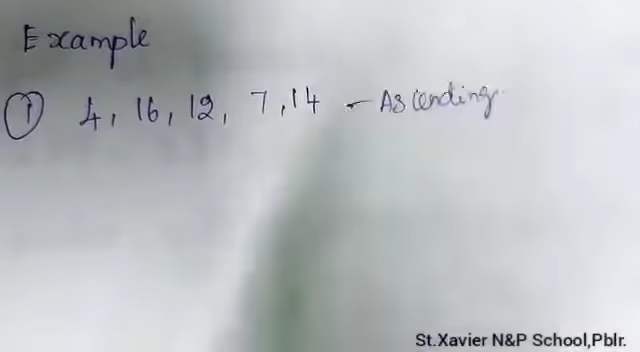 Example
① 4, 16, 12, 7, 14 - Ascending.
St.Xavier N&P School,Pblr.